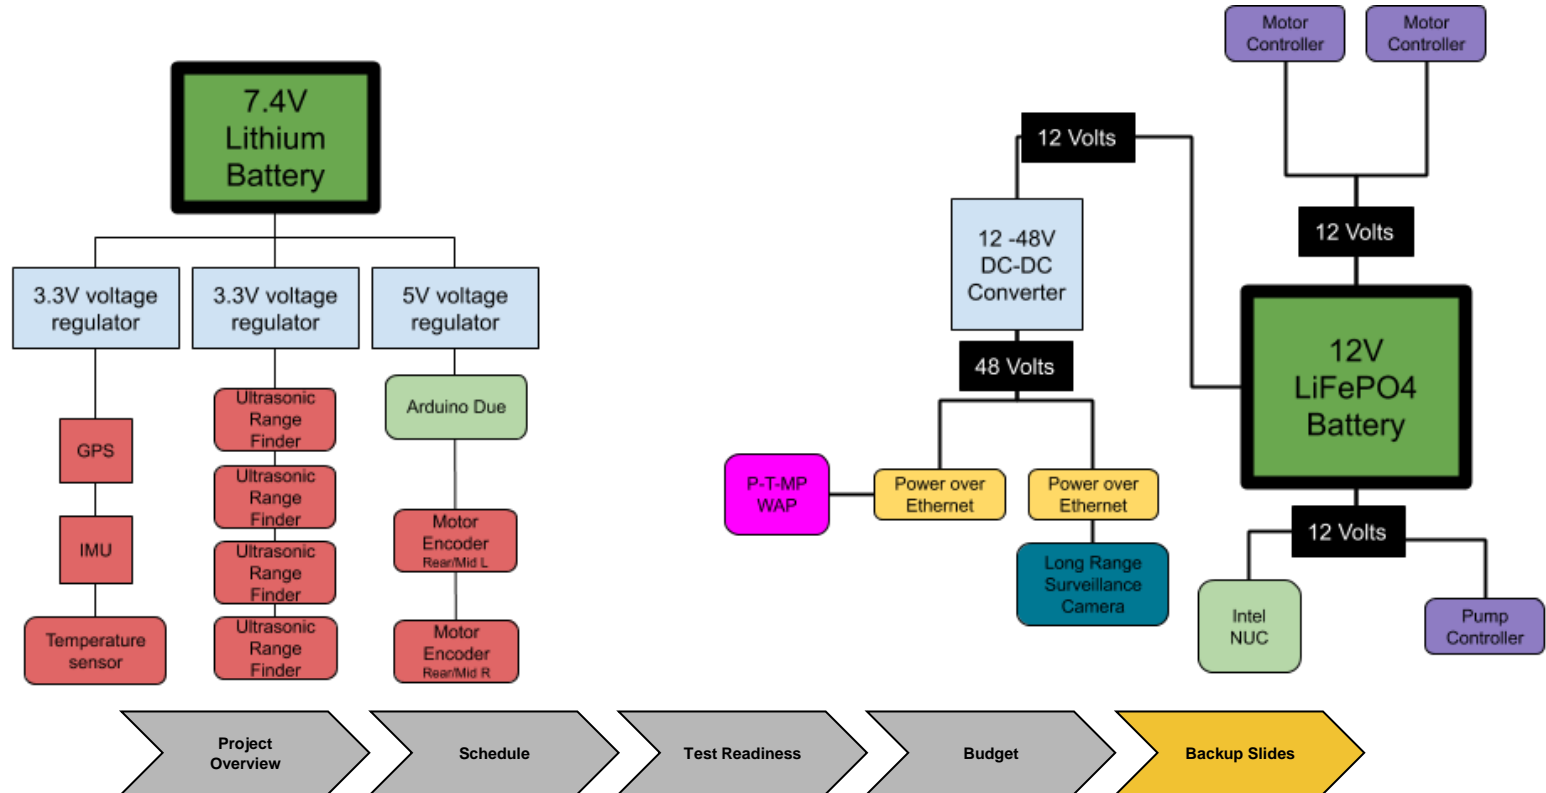 7.4V
Lithium
Battery
3.3V voltage
regulator
3.3V voltage
regulator
5V voltage
regulator
GPS
IMU
Temperature
sensor
Ultrasonic
Range
Finder
Ultrasonic
Range
Finder
Ultrasonic
Range
Finder
Ultrasonic
Range
Finder
Arduino Due
Motor
Encoder
Rear/Mid L
Motor
Encoder
Rear/Mid R
Motor
Controller
Motor
Controller
12 Volts
12 Volts
12 -48V
DC-DC
Converter
48 Volts
12V
LiFePO4
Battery
P-T-MP
WAP
Power over
Ethernet
Power over
Ethernet
Long Range
Surveillance
Camera
12 Volts
Intel
NUC
Pump
Controller
Project
Overview
Schedule
Test Readiness
Budget
Backup Slides